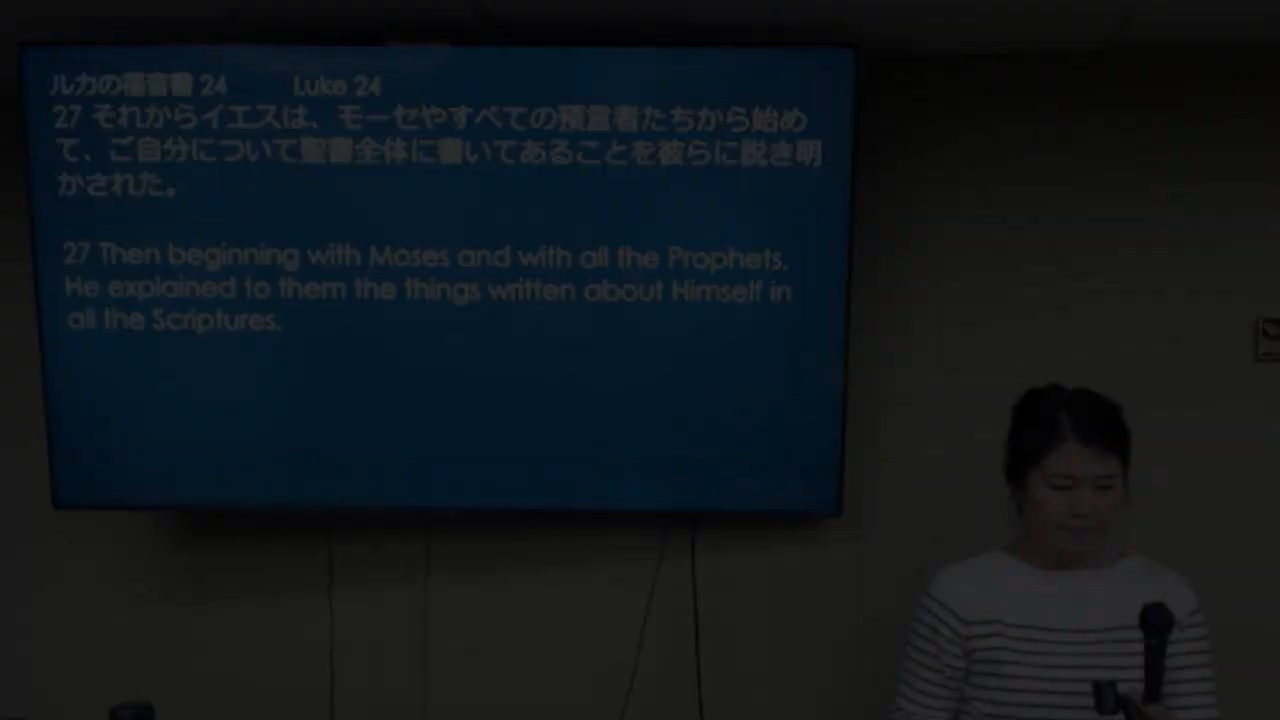 ルカの福音書 24 Luke 24
27 それからイエスは、モーセやすべての預言者たちから始め
て、ご自分について聖書全体に書いてあることを彼らに説き明
かされた。
27 Then beginning with Moses and with all the Prophets,
He explained to them the things written about Himself in
all the Scriptures.